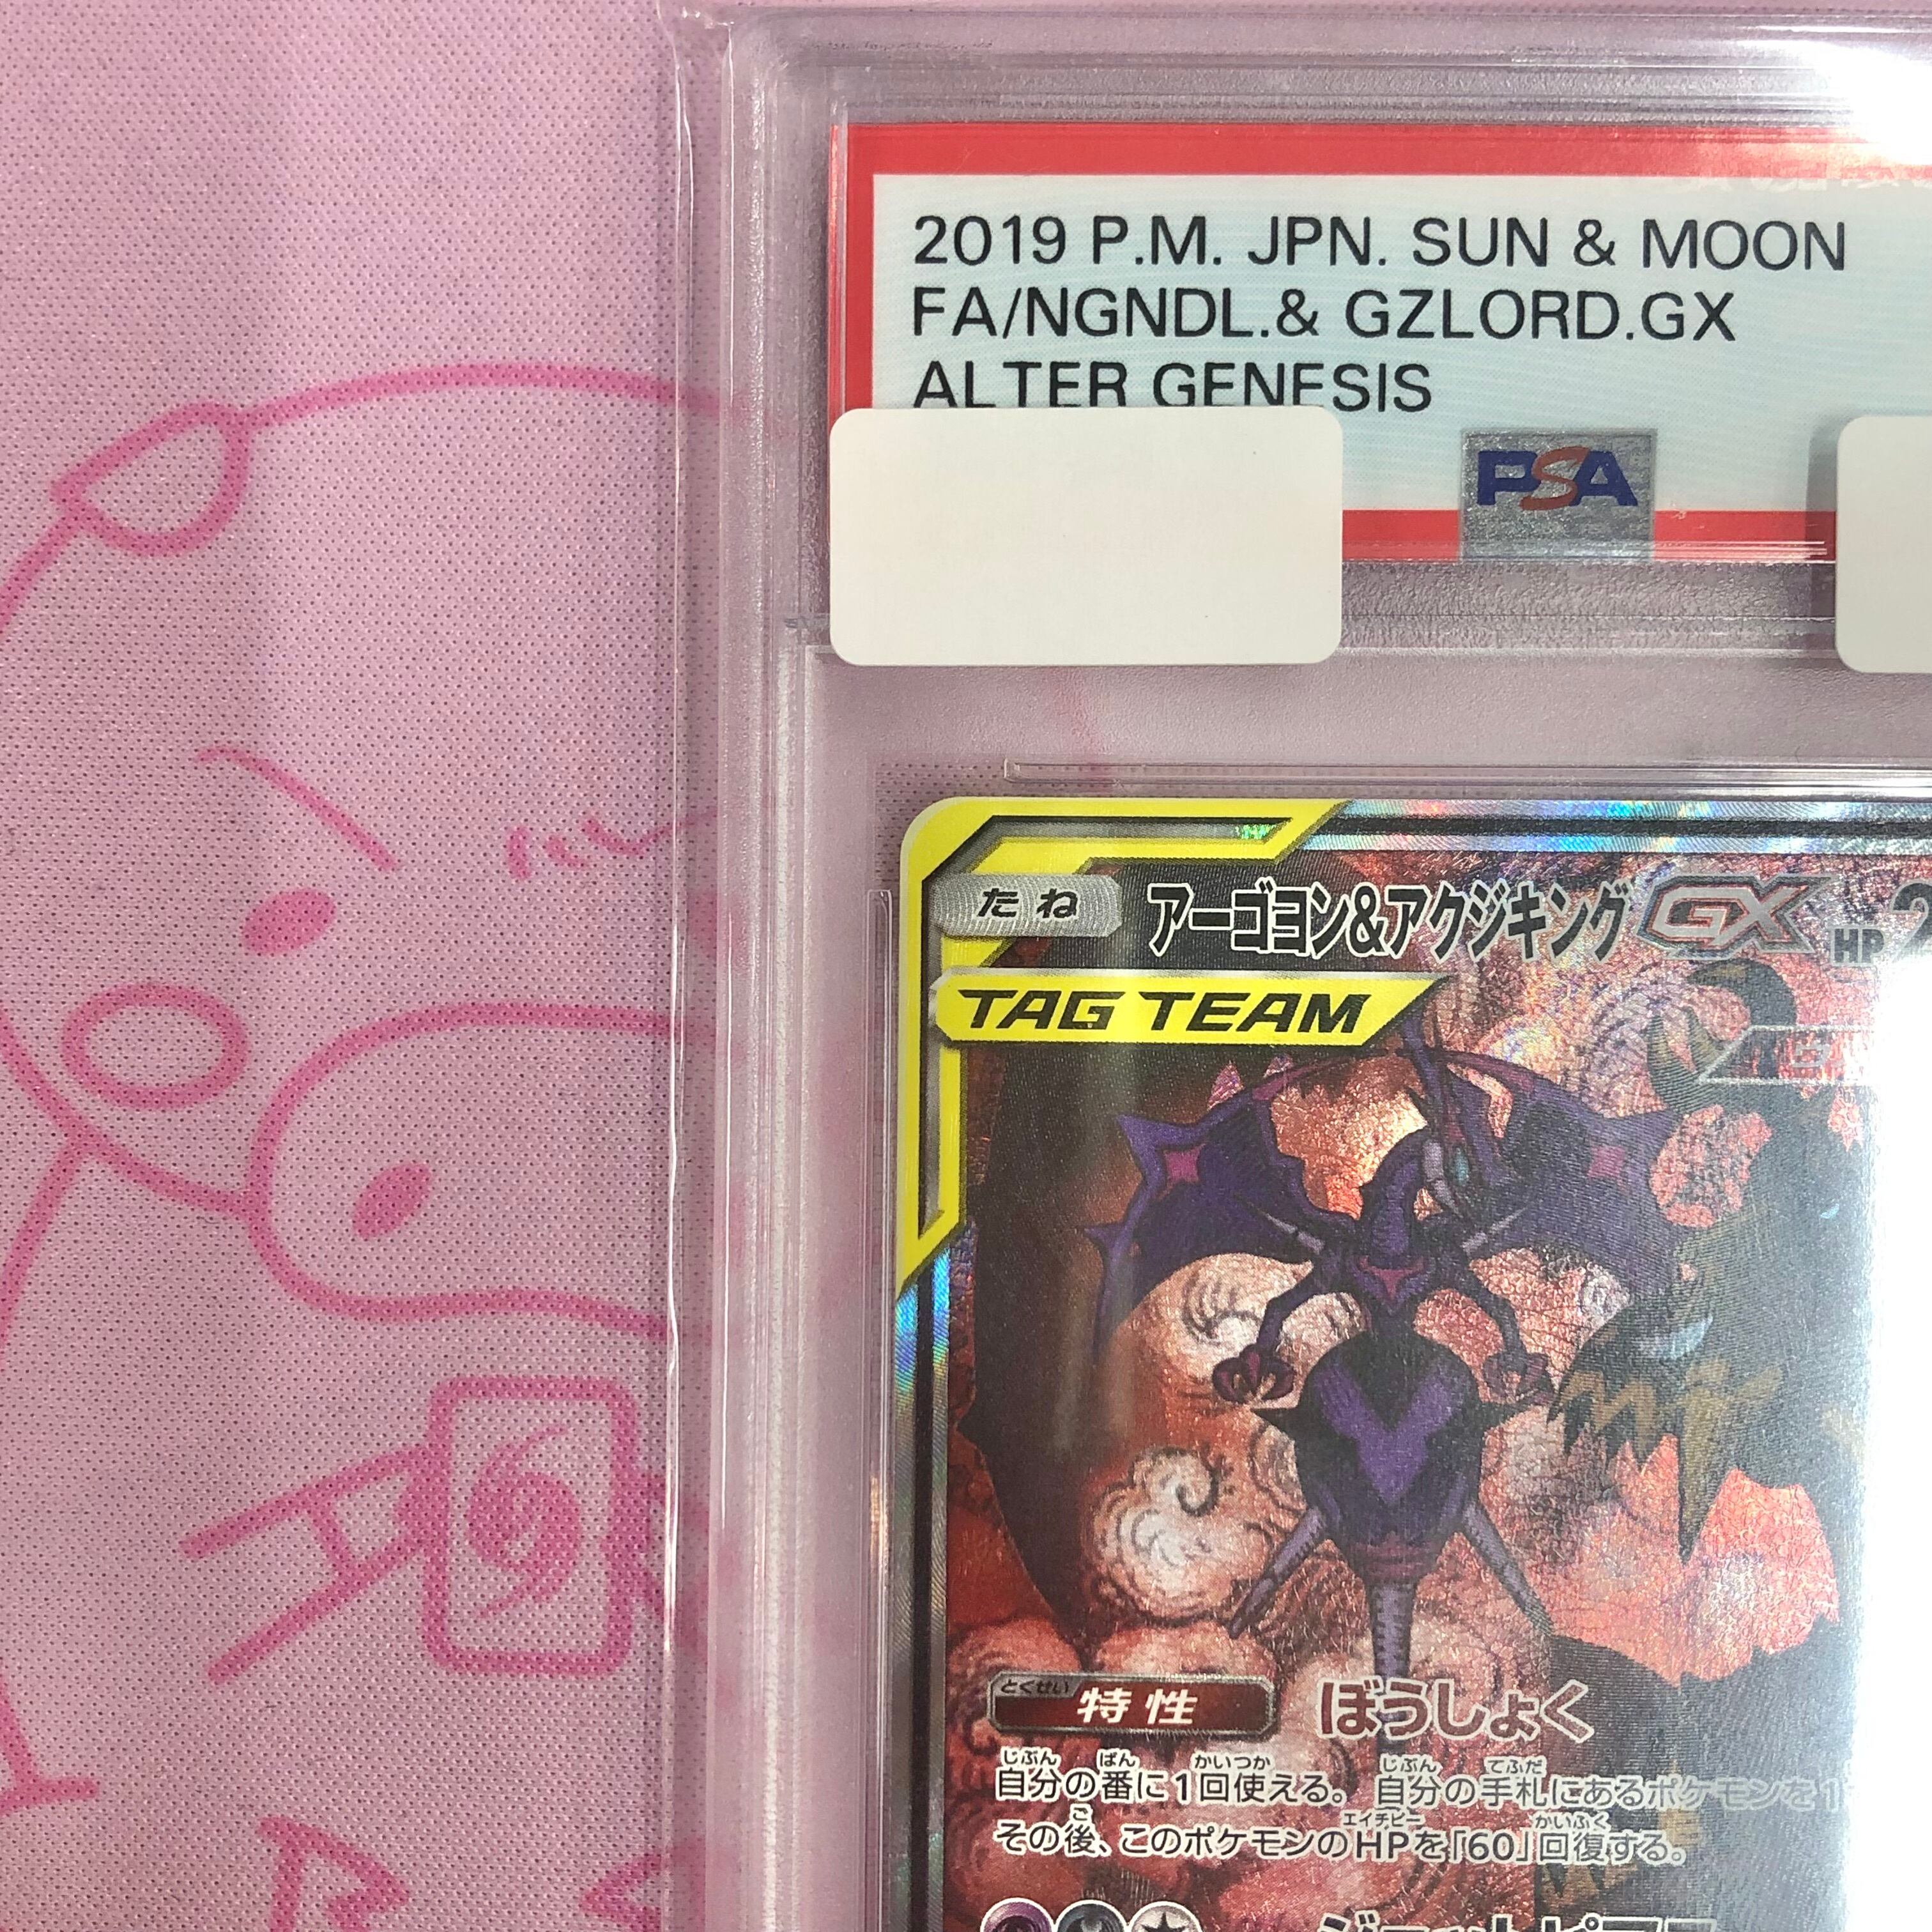 2019 P.M. JPN. SUN & MOON
FA/NGNDL.& GZLORD.GX
ALTER GENESIS
PSA
たね アーゴヨン&アクジキングGX HP 2
TAG TEAM
とくせい
特性 ぼうしょく
じぶん ばん かいつか じぶん てふだ
自分の番に1回使える。自分の手札にあるポケモンを1
ご エイチピー かいふく
その後、このポケモンのHPを「60」回復する。